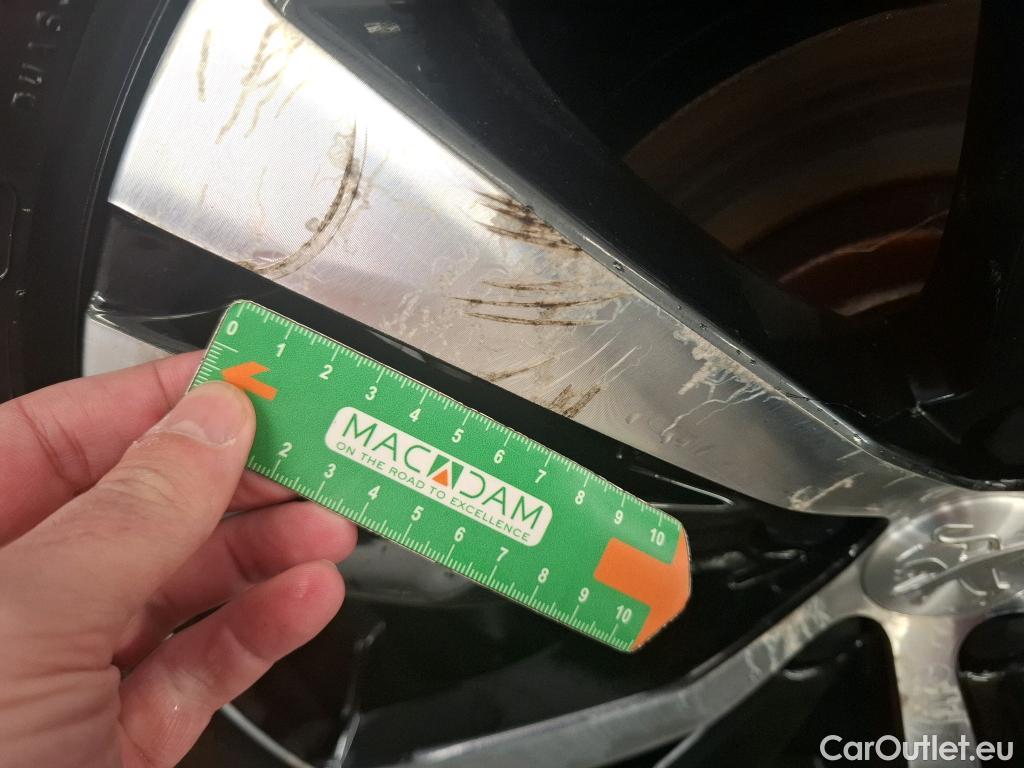 0 1 2 3 4 5 6 7 8 9 10
MACADAM
ON THE ROAD TO EXCELLENCE
2 3 4 5 6 7 8 9 10
CarOutlet.eu